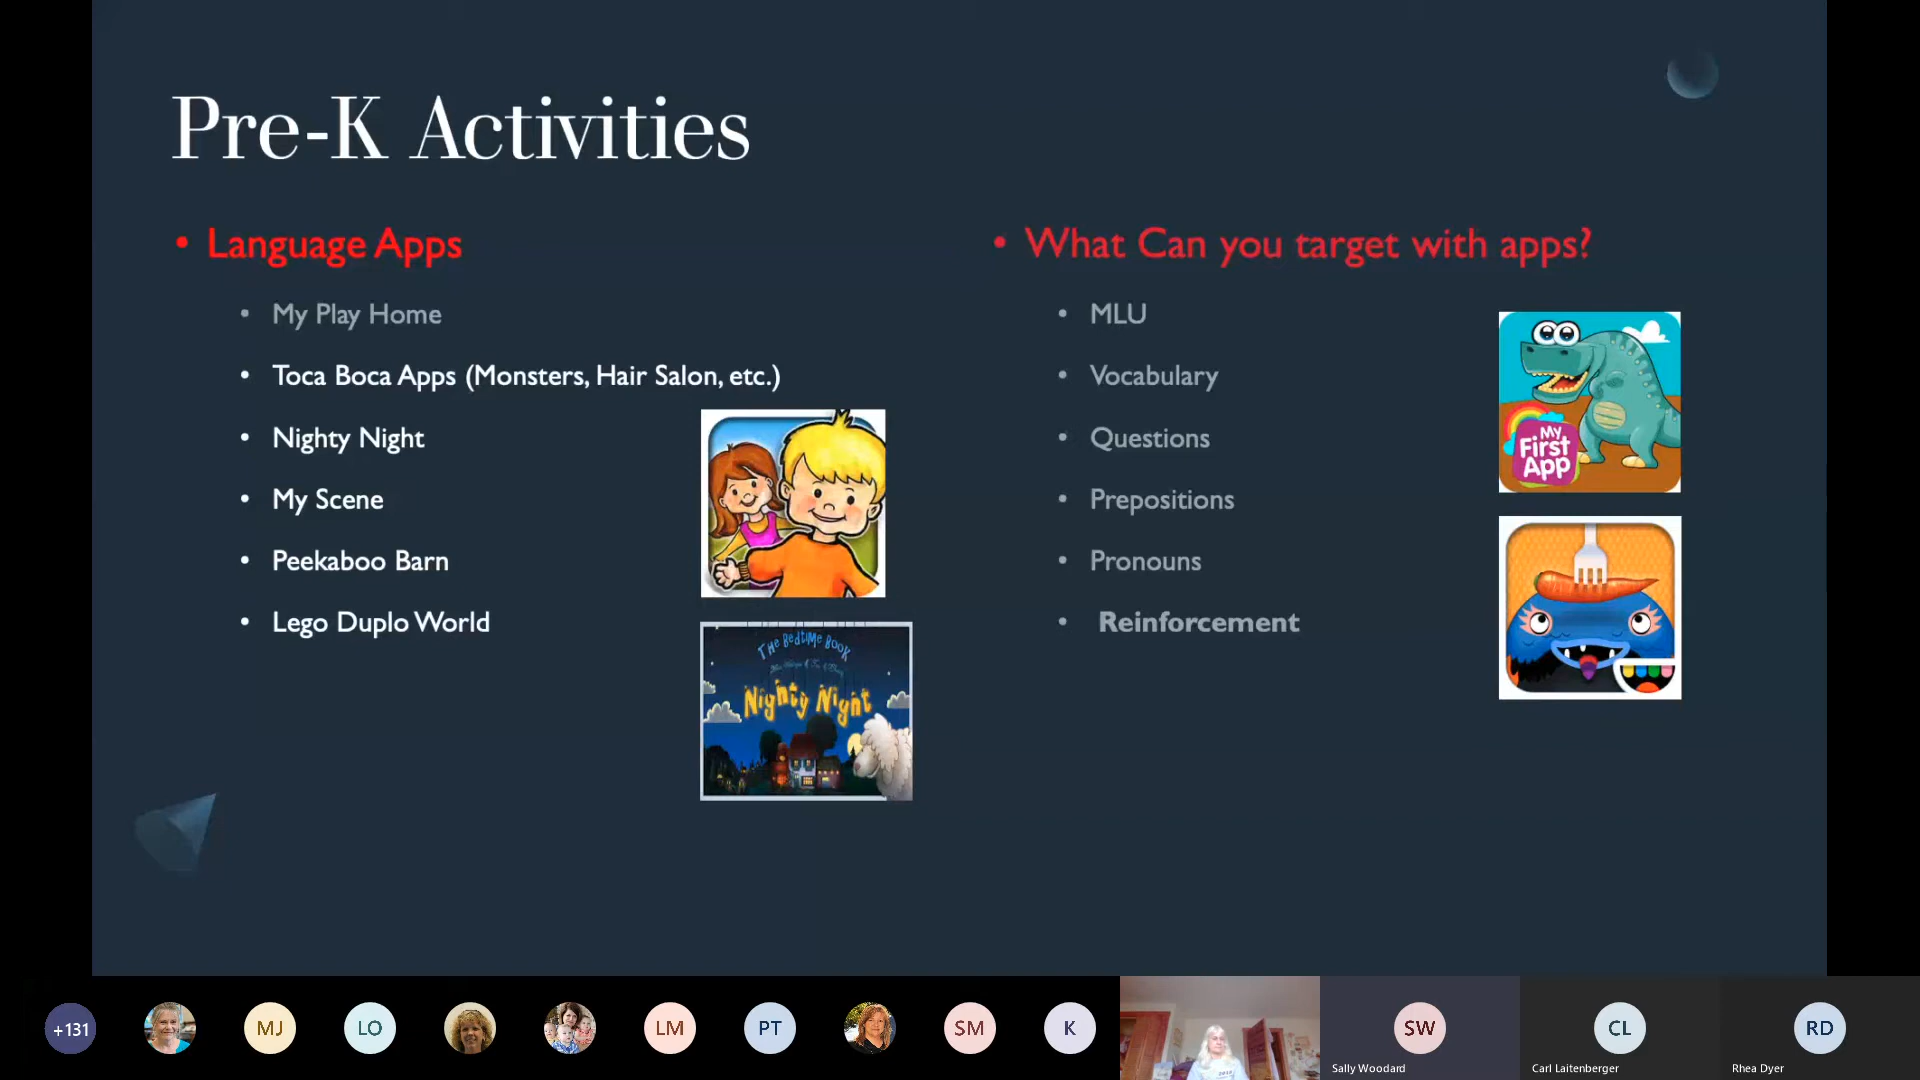 Pre-K Activities
• Language Apps
• My Play Home
• Toca Boca Apps (Monsters, Hair Salon, etc.)
• Nighty Night
• My Scene
• Peekaboo Barn
• Lego Duplo World
THE BEDTIME BOOK
Nighty Night
• What Can you target with apps?
• MLU
• Vocabulary
• Questions
• Prepositions
• Pronouns
• Reinforcement
MY
FIRST
APP
+131
MJ
LO
LM
PT
SM
K
SW
Sally Woodard
CL
Carl Laitenberger
RD
Rhea Dyer